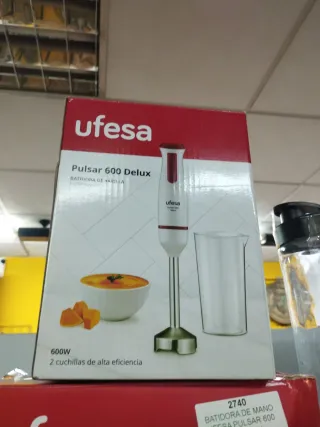 ufesa
Pulsar 600 Delux
BATIDORA DE VARILLA
ufesa
600W
2 cuchillas de alta eficiencia
ufesa
2740
BATIDORA DE MANO
UFESA PULSAR 600